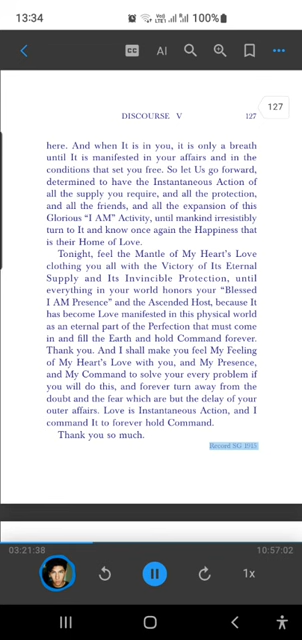 13:34
100%
CC
AI
127
DISCOURSE V 127
here. And when It is in you, it is only a breath
until It is manifested in your affairs and in the
conditions that set you free. So let Us go forward,
determined to have the Instantaneous Action of
all the supply you require, and all the protection,
and all the friends, and all the expansion of this
Glorious “I AM” Activity, until mankind irresistibly
turn to It and know once again the Happiness that
is their Home of Love.
Tonight, feel the Mantle of My Heart’s Love
clothing you all with the Victory of Its Eternal
Supply and Its Invincible Protection, until
everything in your world honors your “Blessed
I AM Presence” and the Ascended Host, because It
has become Love manifested in this physical world
as an eternal part of the Perfection that must come
in and fill the Earth and hold Command forever.
Thank you. And I shall make you feel My Feeling
of My Heart’s Love with you, and My Presence,
and My Command to solve your every problem if
you will do this, and forever turn away from the
doubt and the fear which are but the delay of your
outer affairs. Love is Instantaneous Action, and I
command It to forever hold Command.
Thank you so much.
Record SG 1915
03:21:38 10:57:02
1x